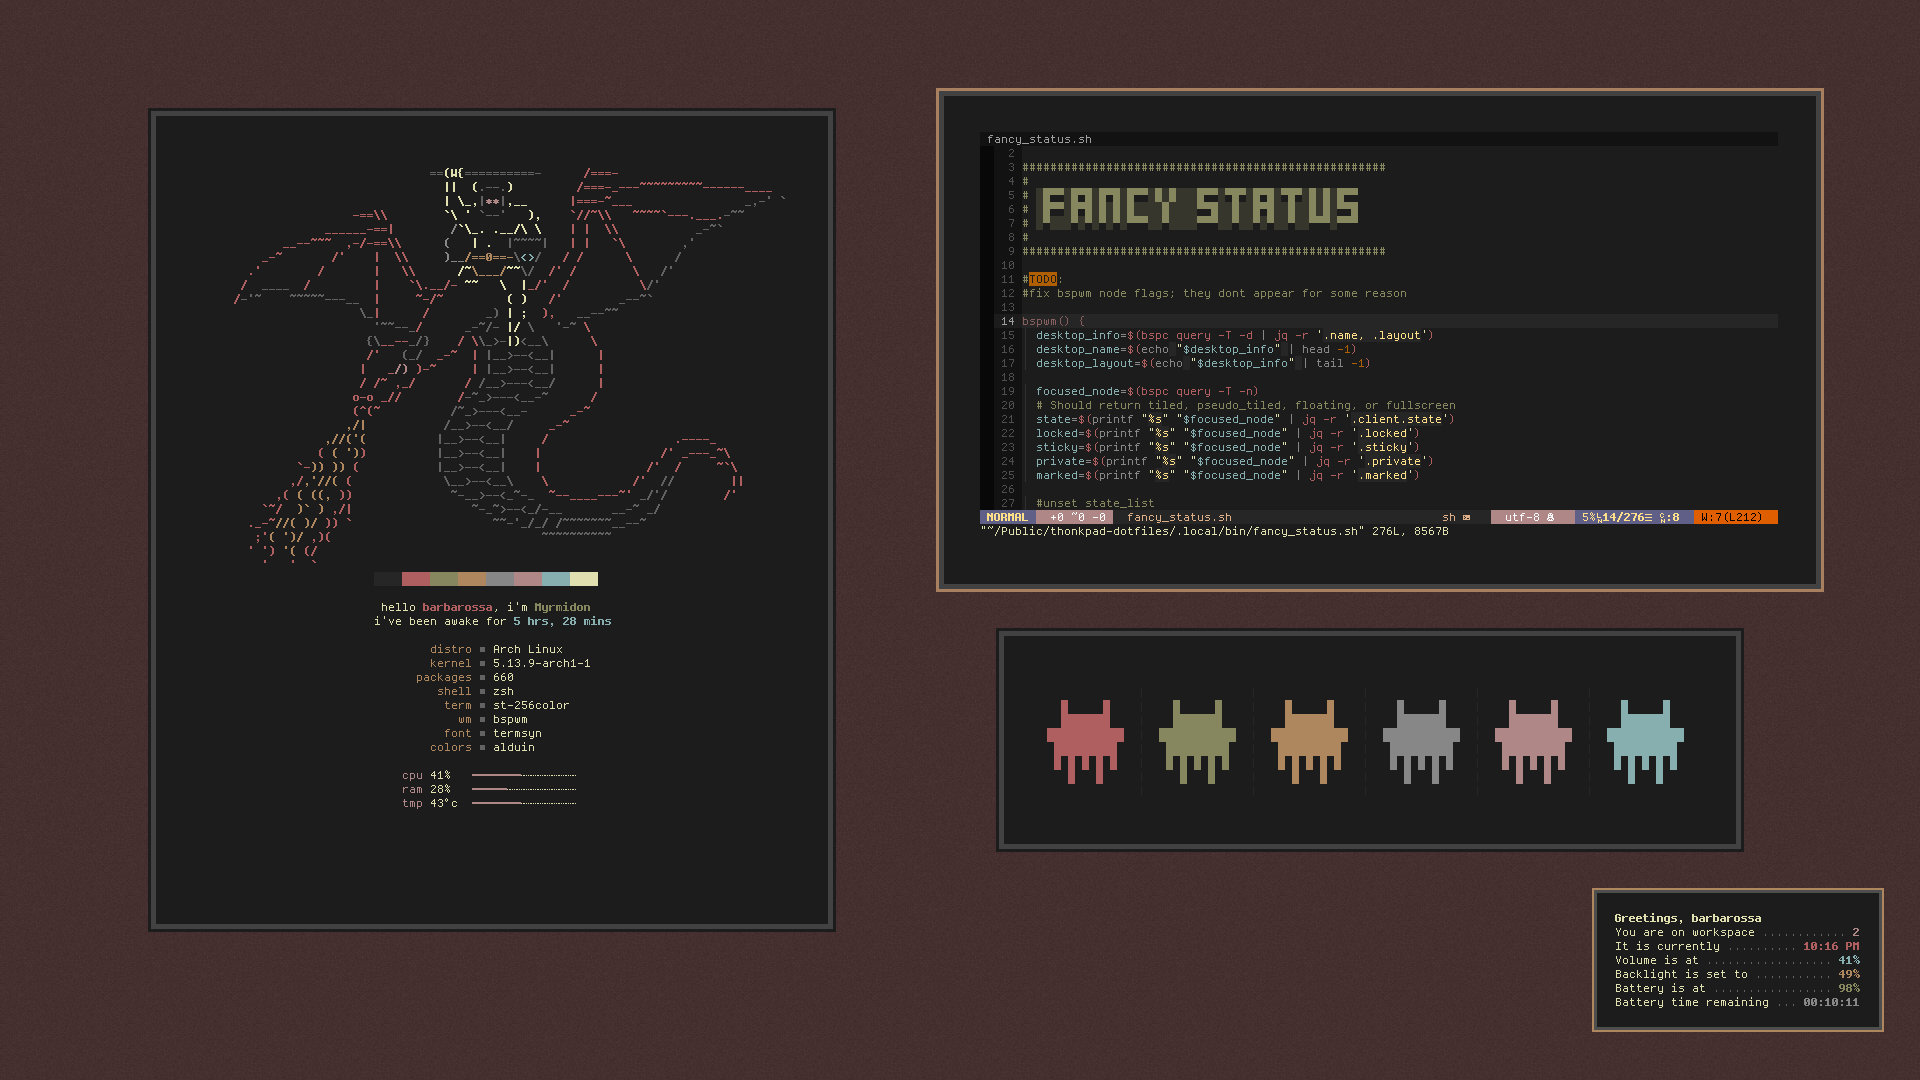 hello barbarossa, i'm Myrmidon
i've been awake for 5 hrs, 28 mins
distro ▪ Arch Linux
kernel ▪ 5.13.9-arch1-1
packages ▪ 660
shell ▪ zsh
term ▪ st-256color
wm ▪ bspwm
font ▪ termsyn
colors ▪ alduin
cpu 41%
ram 28%
tmp 43°c
fancy_status.sh
2
3 ####################################################
4 #
5 # FANCY STATUS
6 #
7 #
8 #
9 ####################################################
10
11 #TODO:
12 #fix bspwm node flags; they dont appear for some reason
13
14 bspwm() {
15 desktop_info=$(bspc query -T -d | jq -r '.name, .layout')
16 desktop_name=$(echo "$desktop_info" | head -1)
17 desktop_layout=$(echo "$desktop_info" | tail -1)
18
19 focused_node=$(bspc query -T -n)
20 # Should return tiled, pseudo_tiled, floating, or fullscreen
21 state=$(printf "%s" "$focused_node" | jq -r '.client.state')
22 locked=$(printf "%s" "$focused_node" | jq -r '.locked')
23 sticky=$(printf "%s" "$focused_node" | jq -r '.sticky')
24 private=$(printf "%s" "$focused_node" | jq -r '.private')
25 marked=$(printf "%s" "$focused_node" | jq -r '.marked')
26
27 #unset state_list
NORMAL +0 ~0 -0 fancy_status.sh sh utf-8 5% 14/276 :8 W:7(L212)
"~/Public/thonkpad-dotfiles/.local/bin/fancy_status.sh" 276L, 8567B
Greetings, barbarossa
You are on workspace ............ 2
It is currently .......... 10:16 PM
Volume is at .................. 41%
Backlight is set to ........... 49%
Battery is at ................. 98%
Battery time remaining ... 00:10:11